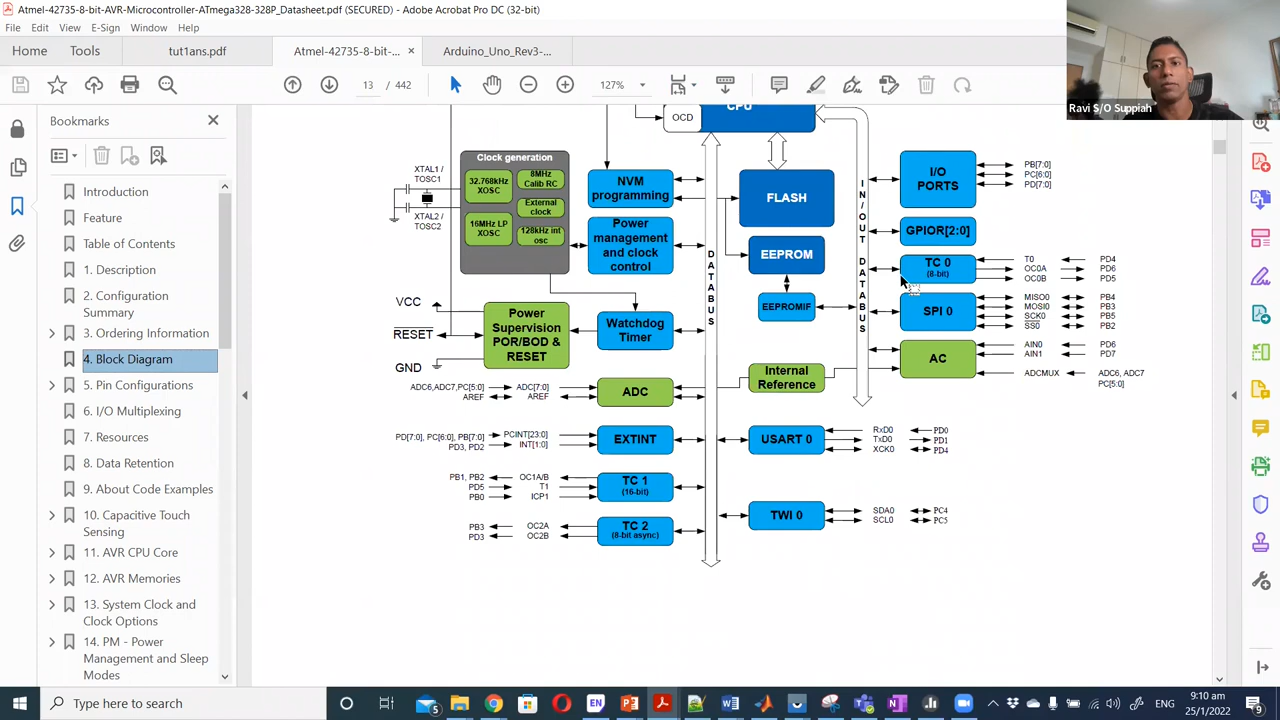 Atmel-42735-8-bit-AVR-Microcontroller-ATmega328-328P_Datasheet.pdf (SECURED) - Adobe Acrobat Pro DC (32-bit)
File Edit View E-Sign Window Help
Home Tools tut1ans.pdf Atmel-42735-8-bit-... × Arduino_Uno_Rev3-...
13 / 442 127%
Ravi S/O Suppiah
Bookmarks
Introduction
Feature
Table of Contents
1. Description
2. Configuration
Summary
3. Ordering Information
4. Block Diagram
5. Pin Configurations
6. I/O Multiplexing
7. Resources
8. Data Retention
9. About Code Examples
10. Capacitive Touch
Sensing
11. AVR CPU Core
12. AVR Memories
13. System Clock and
Clock Options
14. PM - Power
Management and Sleep
Modes
CPU
OCD
Clock generation
32.768kHz
XOSC
8MHz
Calib RC
External
clock
16MHz LP
XOSC
128kHz int
osc
XTAL1 /
TOSC1
XTAL2 /
TOSC2
NVM
programming
Power
management
and clock
control
FLASH
EEPROM
EEPROMIF
VCC
RESET
GND
Power
Supervision
POR/BOD &
RESET
Watchdog
Timer
DATABUS
IN/OUT DATABUS
I/O
PORTS
PB[7:0]
PC[6:0]
PD[7:0]
GPIOR[2:0]
TC 0
(8-bit)
T0 PD4
OC0A PD6
OC0B PD5
SPI 0
MISO0 PB4
MOSI0 PB3
SCK0 PB5
SS0 PB2
AC
AIN0 PD6
AIN1 PD7
ADCMUX ADC6, ADC7
PC[5:0]
Internal
Reference
ADC6, ADC7,PC[5:0] ADC[7:0]
AREF AREF
ADC
PD[7:0], PC[6:0], PB[7:0] PCINT[23:0]
PD3, PD2 INT[1:0]
EXTINT
USART 0
RxD0 PD0
TxD0 PD1
XCK0 PD4
PB1, PB2 OC1A/B
PD5 T1
PB0 ICP1
TC 1
(16-bit)
TWI 0
SDA0 PC4
SCL0 PC5
PB3 OC2A
PD3 OC2B
TC 2
(8-bit async)
Type here to search
5
EN
ENG
9:10 am
25/1/2022
9